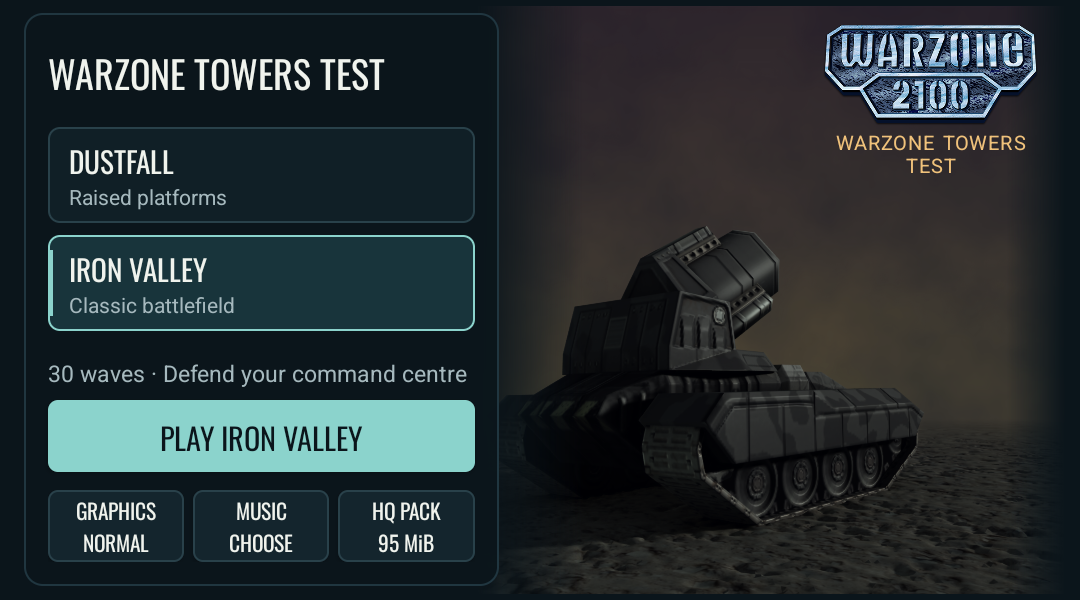 WARZONE TOWERS TEST
DUSTFALL
Raised platforms
IRON VALLEY
Classic battlefield
30 waves · Defend your command centre
PLAY IRON VALLEY
GRAPHICS
NORMAL
MUSIC
CHOOSE
HQ PACK
95 MiB
WARZONE
2100
WARZONE TOWERS
TEST